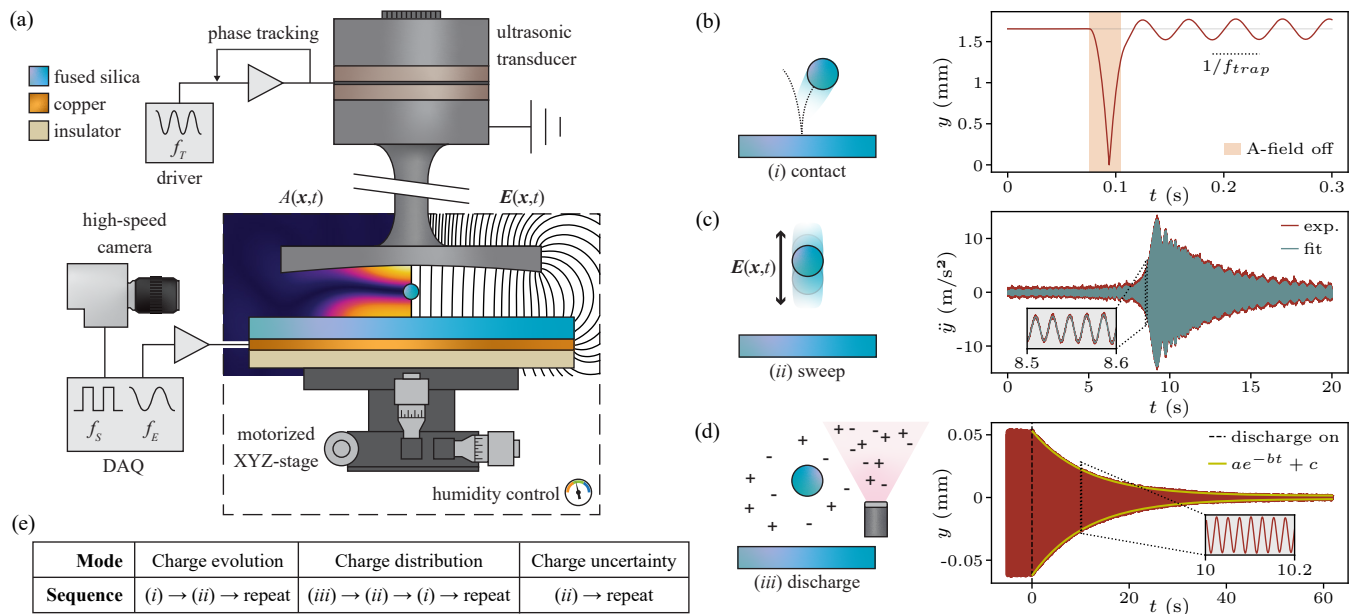 (a)
phase tracking
ultrasonic
transducer
fused silica
copper
insulator
f_T
driver
A(x,t)
E(x,t)
high-speed
camera
f_S
f_E
DAQ
motorized
XYZ-stage
humidity control
(b)
(i) contact
y (mm)
1.5
1.0
0.5
0
1/f_trap
A-field off
0
0.1
0.2
0.3
t (s)
(c)
E(x,t)
(ii) sweep
ÿ (m/s²)
10
0
-10
exp.
fit
8.5
8.6
0
5
10
15
20
t (s)
(d)
+ -
(iii) discharge
y (mm)
0.05
0
-0.05
discharge on
ae^{-bt} + c
10
10.2
0
20
40
60
t (s)
(e)
Mode Charge evolution Charge distribution Charge uncertainty
Sequence (i) → (ii) → repeat (iii) → (ii) → (i) → repeat (ii) → repeat